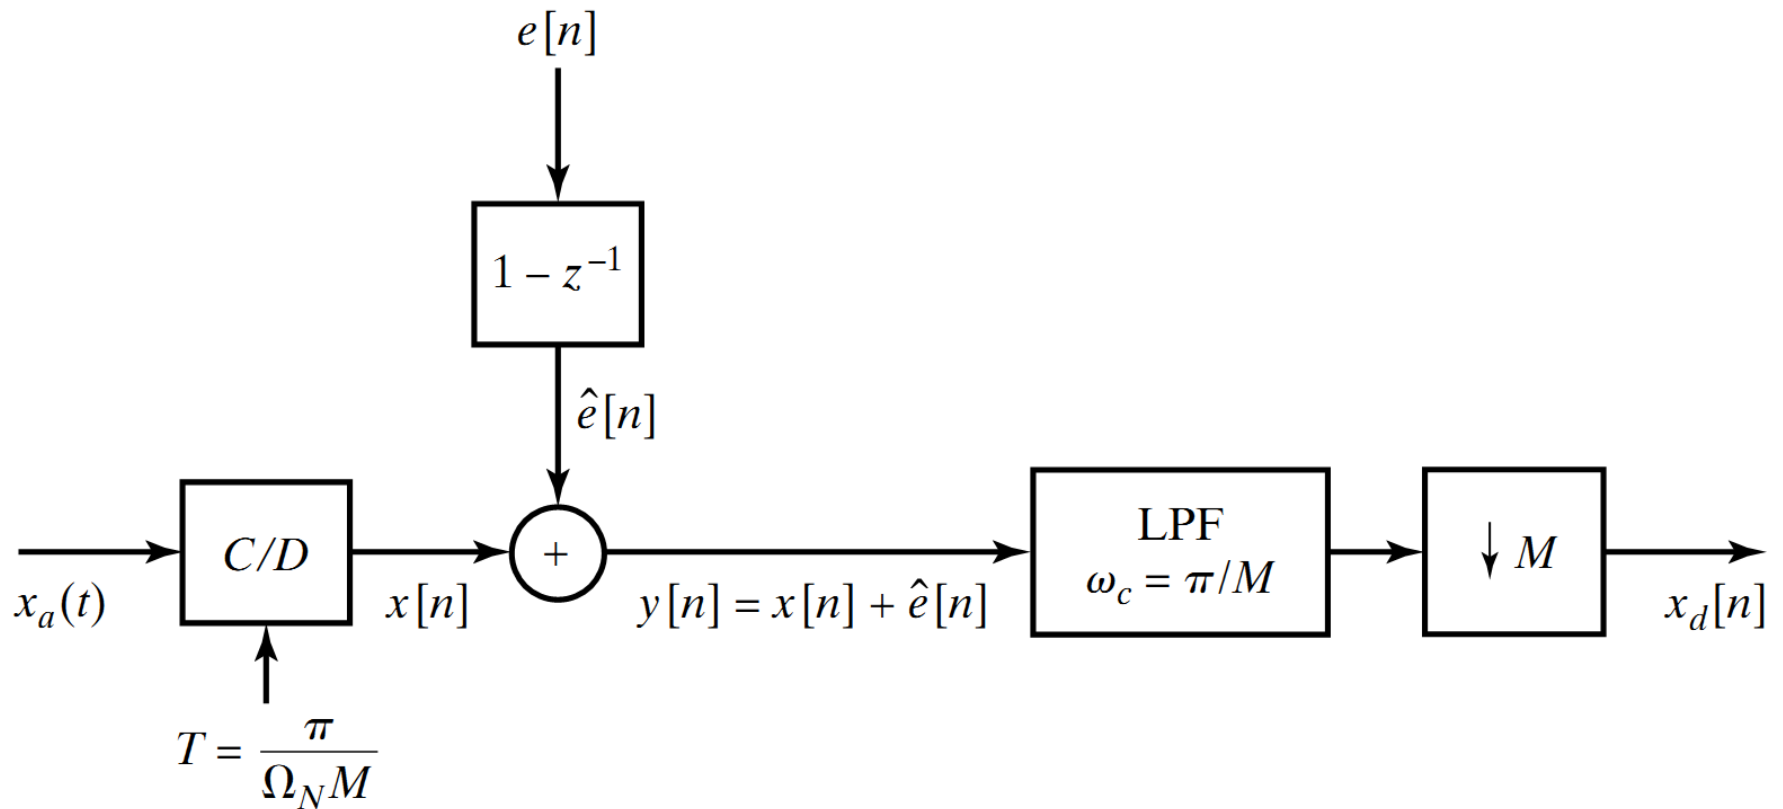 e[n]
1 − z⁻¹
ê[n]
C/D
+
LPF
ω_c = π/M
↓ M
x_a(t)
x[n]
y[n] = x[n] + ê[n]
x_d[n]
T = π / Ω_N M